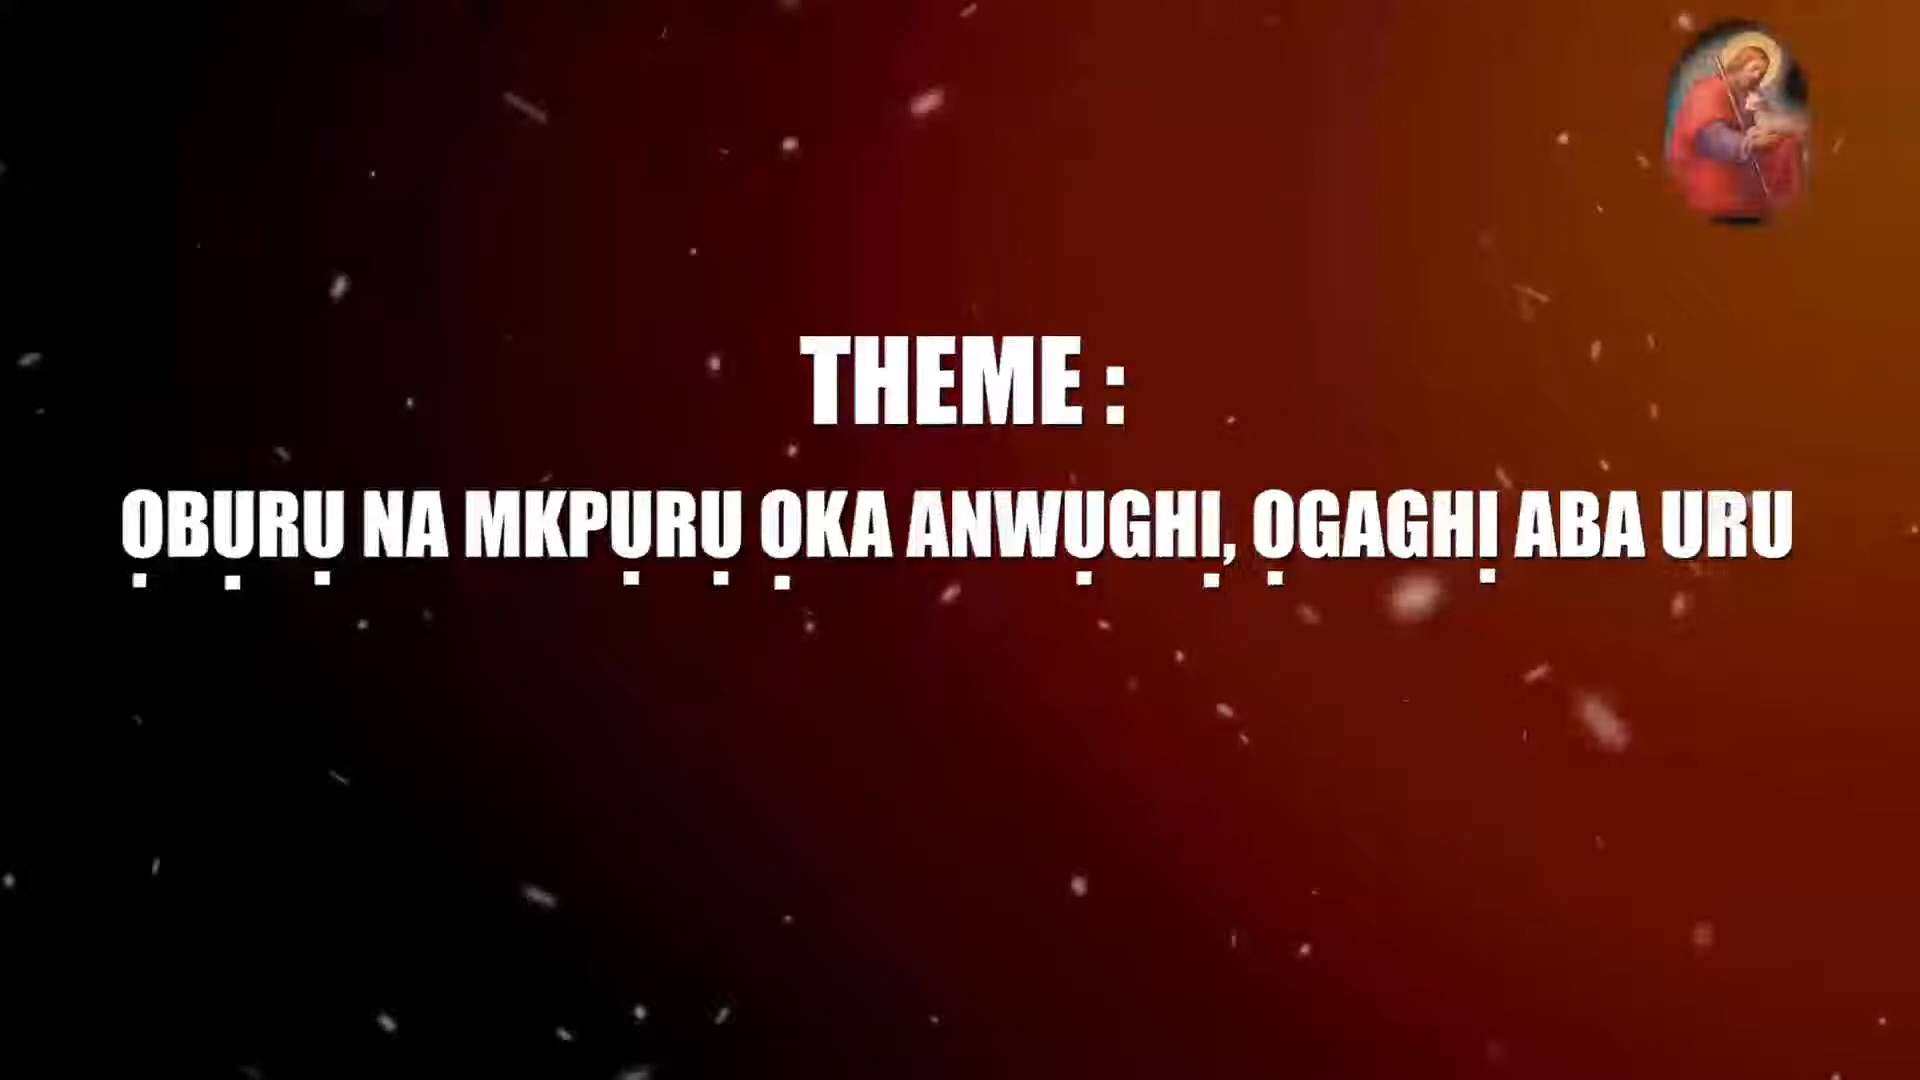 THEME :
ỌBỤRỤ NA MKPỤRỤ ỌKA ANWỤGHỊ, ỌGAGHỊ ABA URU